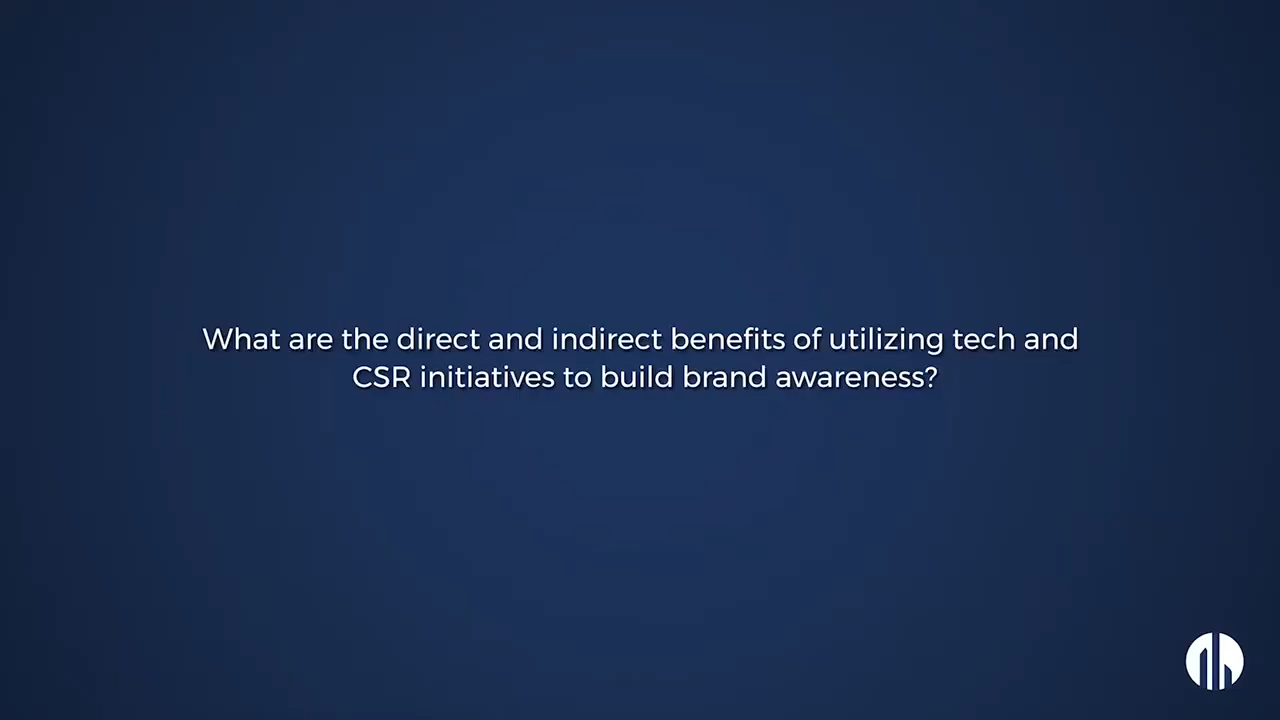 What are the direct and indirect benefits of utilizing tech and
CSR initiatives to build brand awareness?